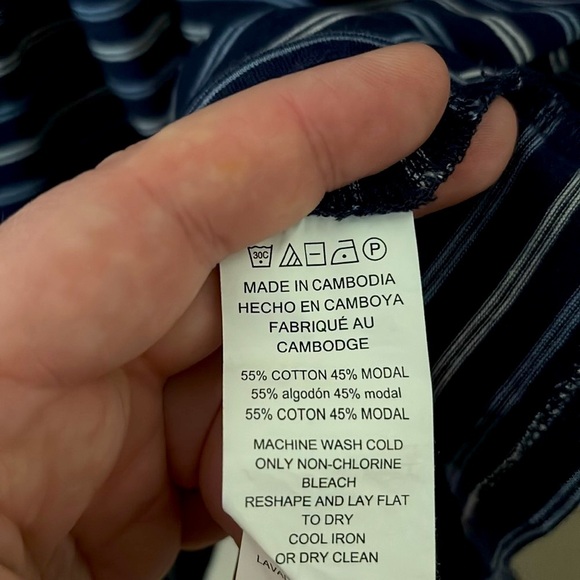 30C P
MADE IN CAMBODIA
HECHO EN CAMBOYA
FABRIQUÉ AU
CAMBODGE
55% COTTON 45% MODAL
55% algodón 45% modal
55% COTON 45% MODAL
MACHINE WASH COLD
ONLY NON-CHLORINE
BLEACH
RESHAPE AND LAY FLAT
TO DRY
COOL IRON
OR DRY CLEAN